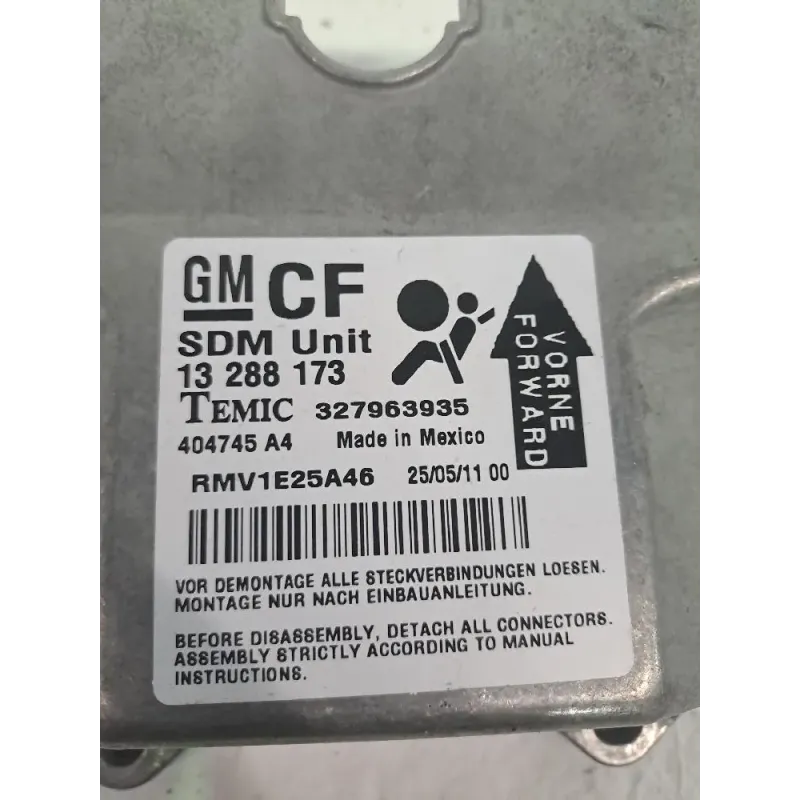 GM CF
SDM Unit
13 288 173
TEMIC 327963935
404745 A4 Made in Mexico
RMV1E25A46 25/05/11 00
VORNE
FORWARD
VOR DEMONTAGE ALLE STECKVERBINDUNGEN LOESEN.
MONTAGE NUR NACH EINBAUANLEITUNG.
BEFORE DISASSEMBLY, DETACH ALL CONNECTORS.
ASSEMBLY STRICTLY ACCORDING TO MANUAL
INSTRUCTIONS.